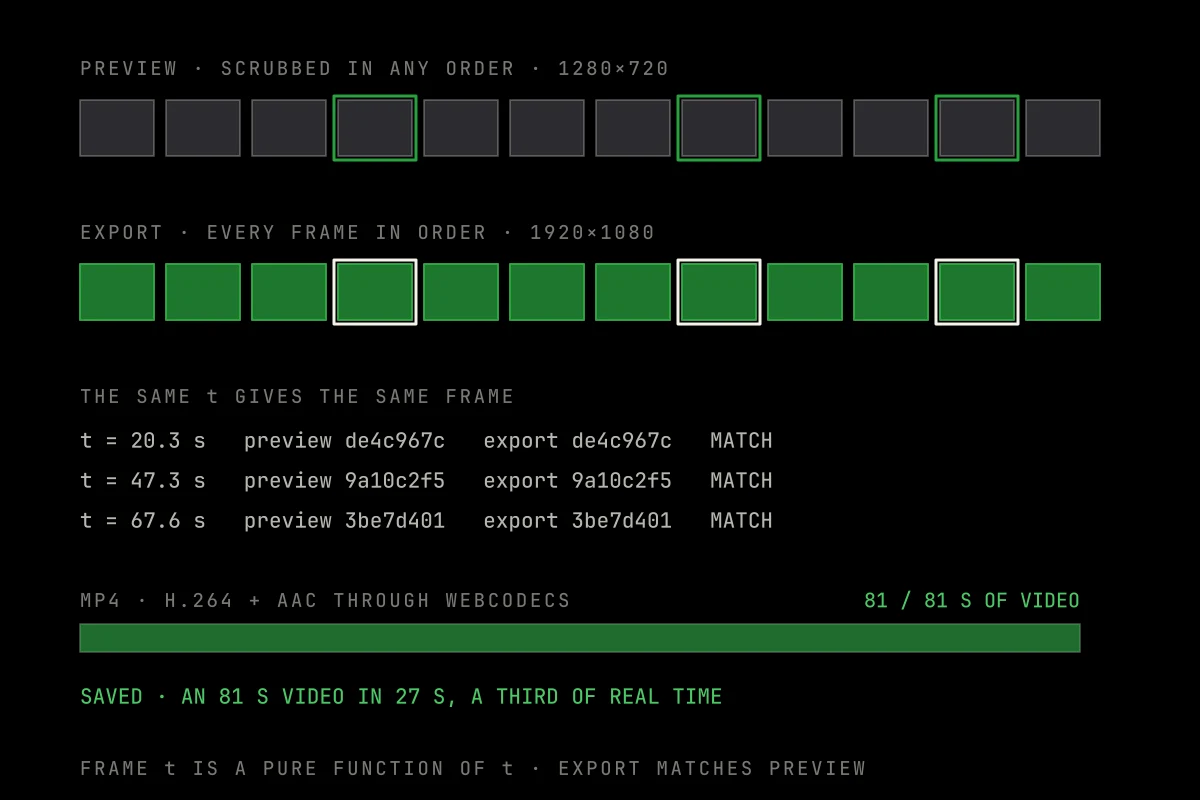 PREVIEW · SCRUBBED IN ANY ORDER · 1280×720
EXPORT · EVERY FRAME IN ORDER · 1920×1080
THE SAME t GIVES THE SAME FRAME
t = 20.3 s preview de4c967c export de4c967c MATCH
t = 47.3 s preview 9a10c2f5 export 9a10c2f5 MATCH
t = 67.6 s preview 3be7d401 export 3be7d401 MATCH
MP4 · H.264 + AAC THROUGH WEBCODECS 81 / 81 S OF VIDEO
SAVED · AN 81 S VIDEO IN 27 S, A THIRD OF REAL TIME
FRAME t IS A PURE FUNCTION OF t · EXPORT MATCHES PREVIEW